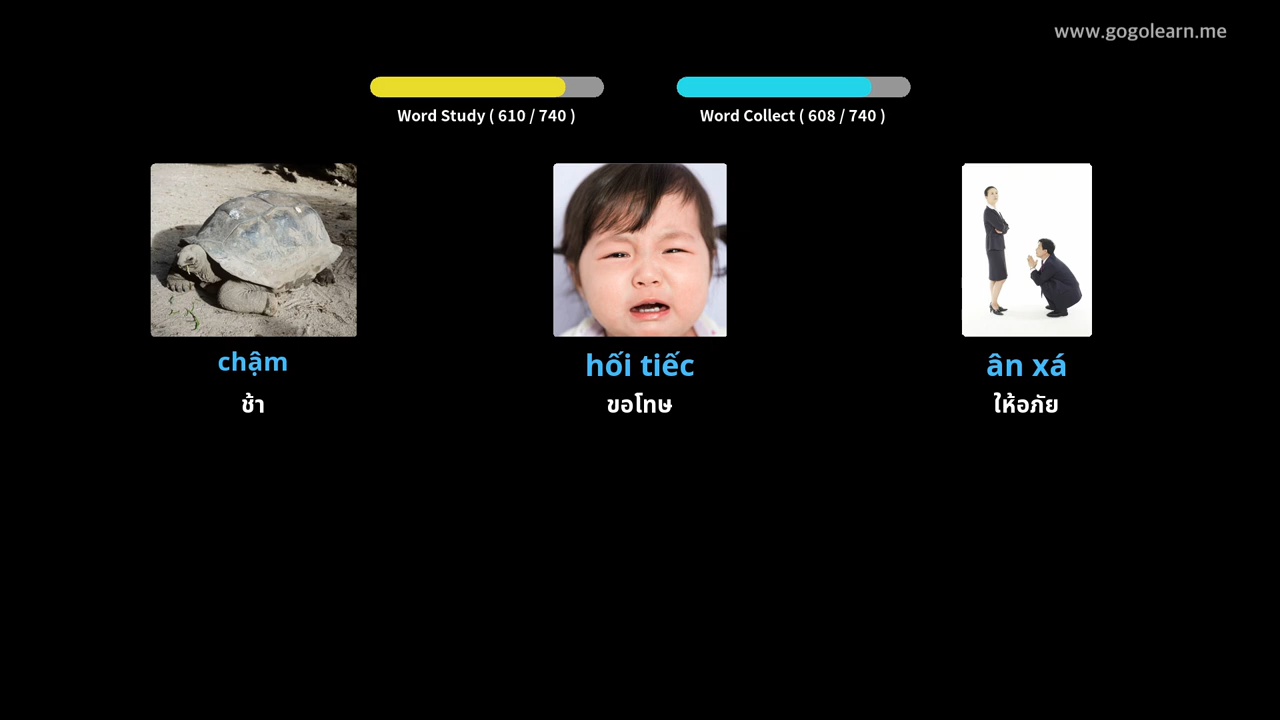 www.gogolearn.me
Word Study ( 610 / 740 )
Word Collect ( 608 / 740 )
chậm
hối tiếc
ân xá
ช้า
ขอโทษ
ให้อภัย